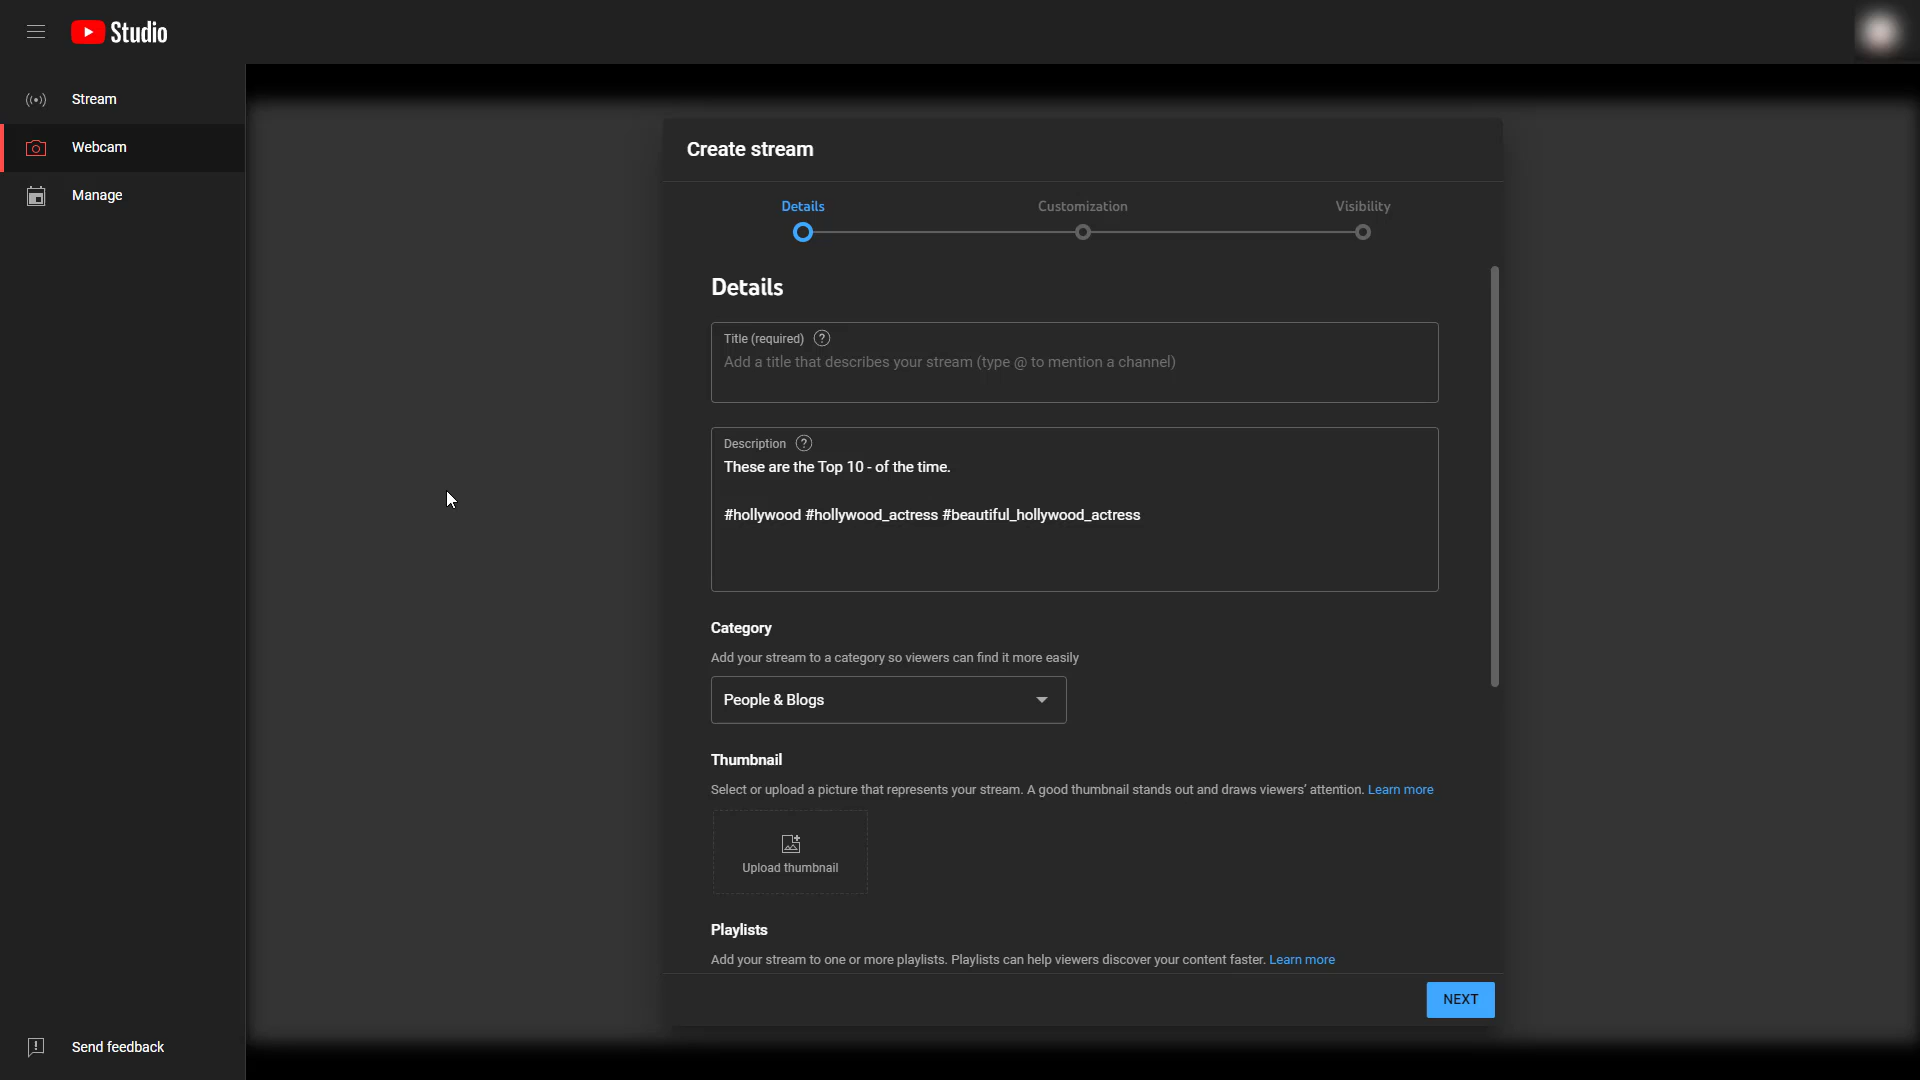 Studio
Stream
Webcam
Manage
Create stream
Details
Customization
Visibility
Details
Title (required) ?
Add a title that describes your stream (type @ to mention a channel)
Description ?
These are the Top 10 - of the time.
#hollywood #hollywood_actress #beautiful_hollywood_actress
Category
Add your stream to a category so viewers can find it more easily
People & Blogs
Thumbnail
Select or upload a picture that represents your stream. A good thumbnail stands out and draws viewers' attention. Learn more
Upload thumbnail
Playlists
Add your stream to one or more playlists. Playlists can help viewers discover your content faster. Learn more
NEXT
Send feedback